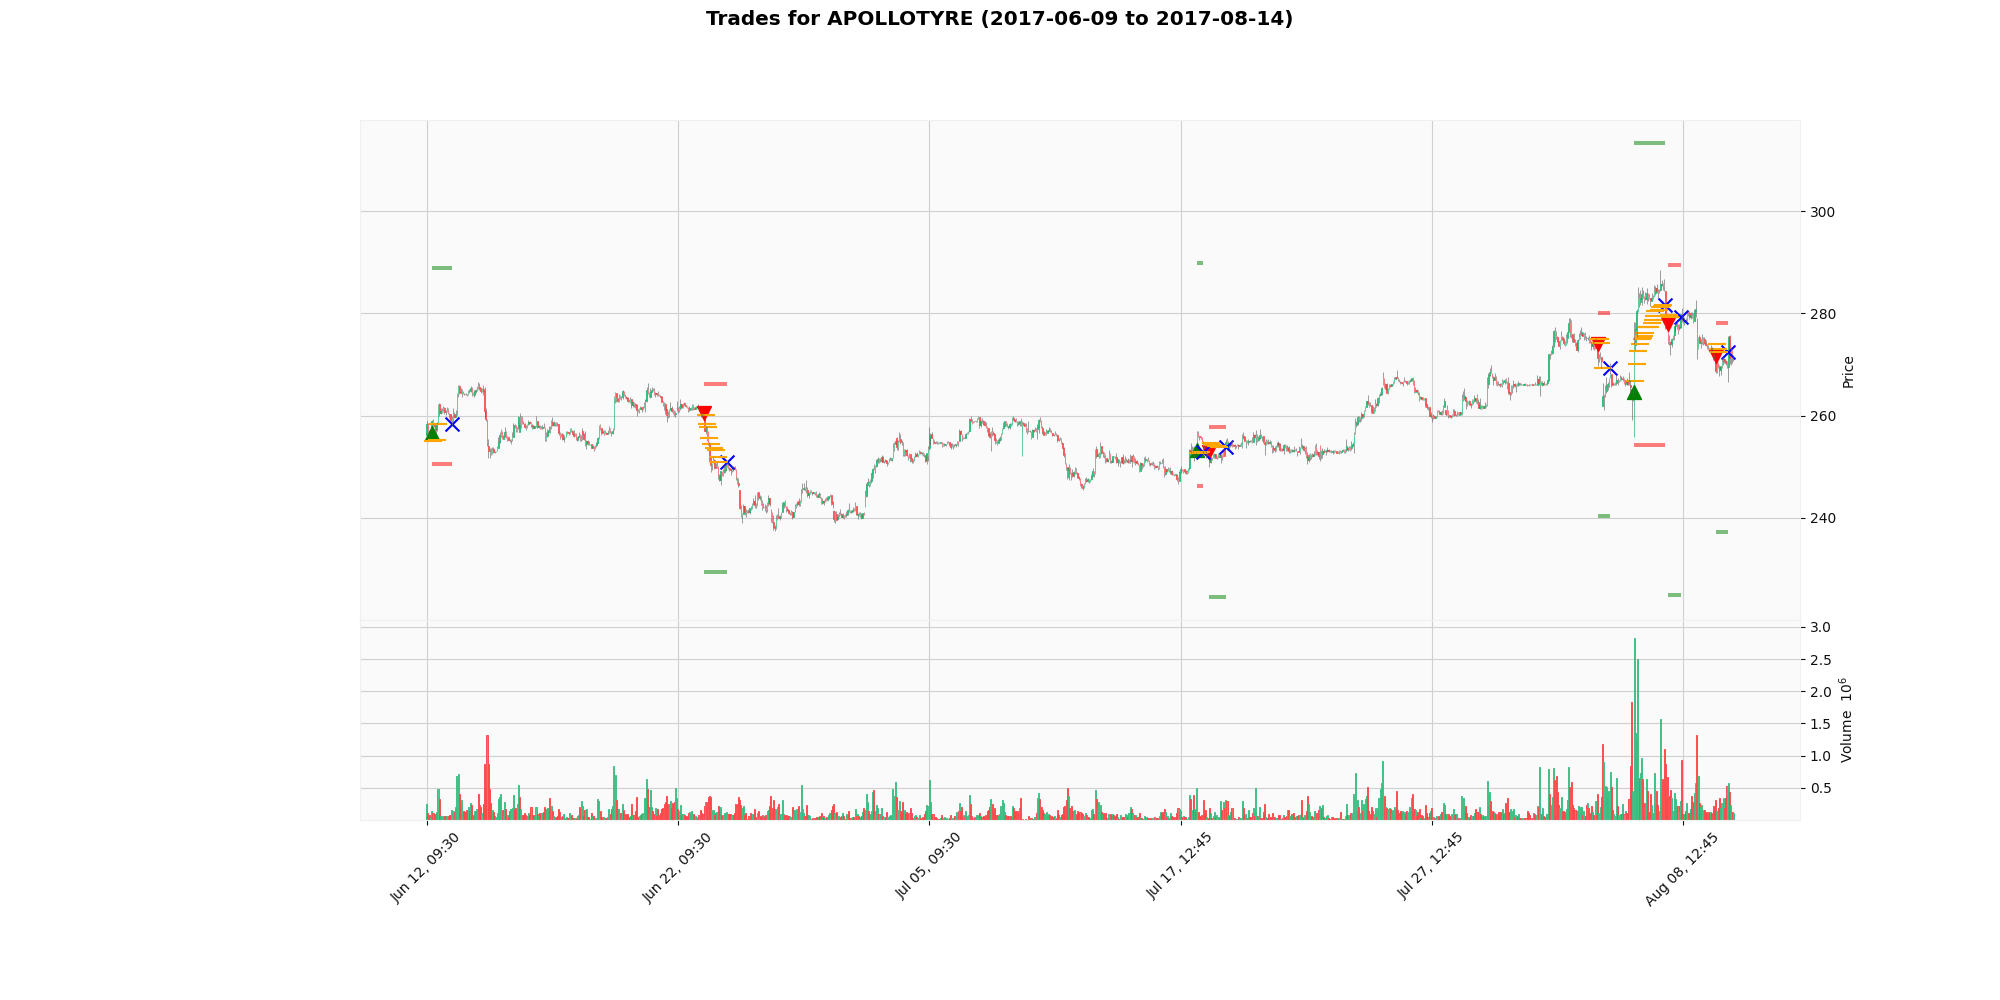 Trades for APOLLOTYRE (2017-06-09 to 2017-08-14)
300
280
260
240
Price
3.0
2.5
2.0
1.5
1.0
0.5
Volume 10⁶
Jun 12, 09:30
Jun 22, 09:30
Jul 05, 09:30
Jul 17, 12:45
Jul 27, 12:45
Aug 08, 12:45